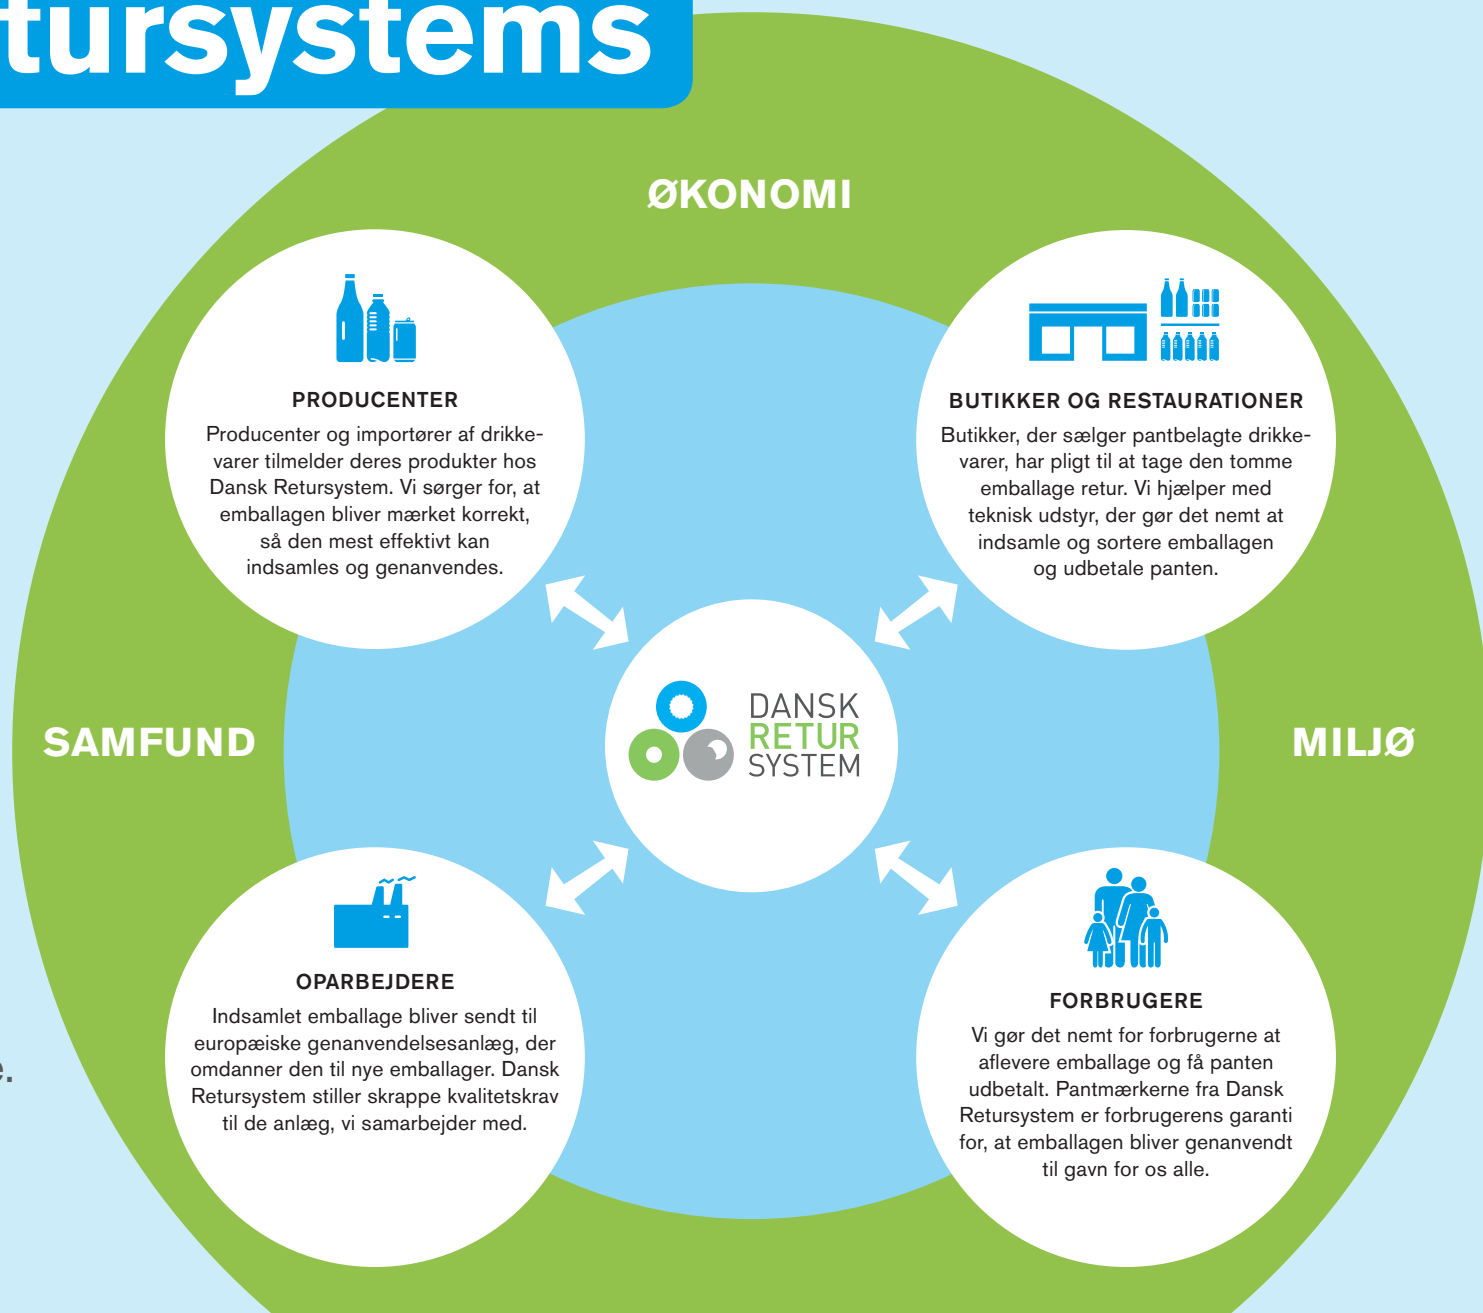 tursystems
ØKONOMI
PRODUCENTER
Producenter og importører af drikke-
varer tilmelder deres produkter hos
Dansk Retursystem. Vi sørger for, at
emballagen bliver mærket korrekt,
så den mest effektivt kan
indsamles og genanvendes.
BUTIKKER OG RESTAURATIONER
Butikker, der sælger pantbelagte drikke-
varer, har pligt til at tage den tomme
emballage retur. Vi hjælper med
teknisk udstyr, der gør det nemt at
indsamle og sortere emballagen
og udbetale panten.
SAMFUND
DANSK
RETUR
SYSTEM
MILJØ
OPARBEJDERE
Indsamlet emballage bliver sendt til
europæiske genanvendelsesanlæg, der
omdanner den til nye emballager. Dansk
Retursystem stiller skrappe kvalitetskrav
til de anlæg, vi samarbejder med.
FORBRUGERE
Vi gør det nemt for forbrugerne at
aflevere emballage og få panten
udbetalt. Pantmærkerne fra Dansk
Retursystem er forbrugerens garanti
for, at emballagen bliver genanvendt
til gavn for os alle.